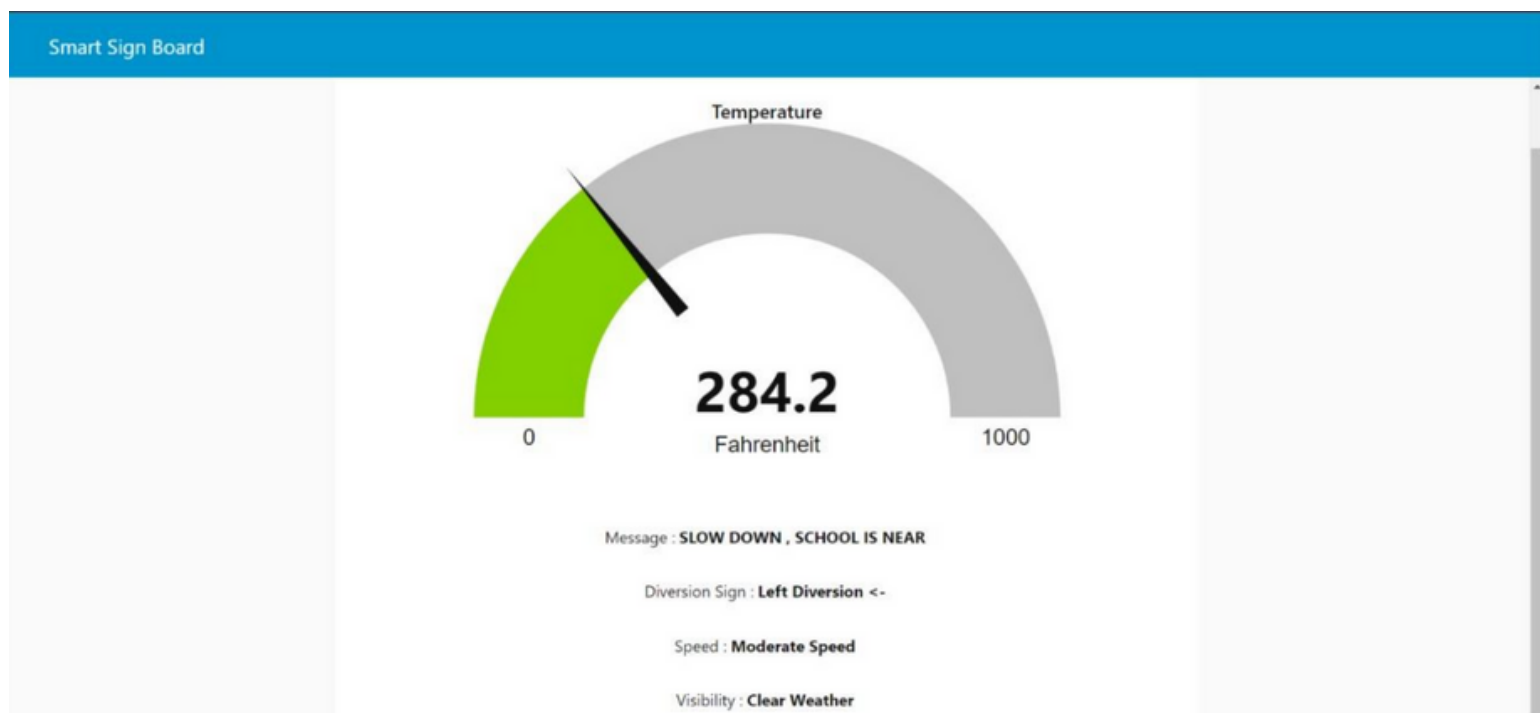 Smart Sign Board
Temperature
284.2
Fahrenheit
0
1000
Message : SLOW DOWN , SCHOOL IS NEAR
Diversion Sign : Left Diversion <-
Speed : Moderate Speed
Visibility : Clear Weather